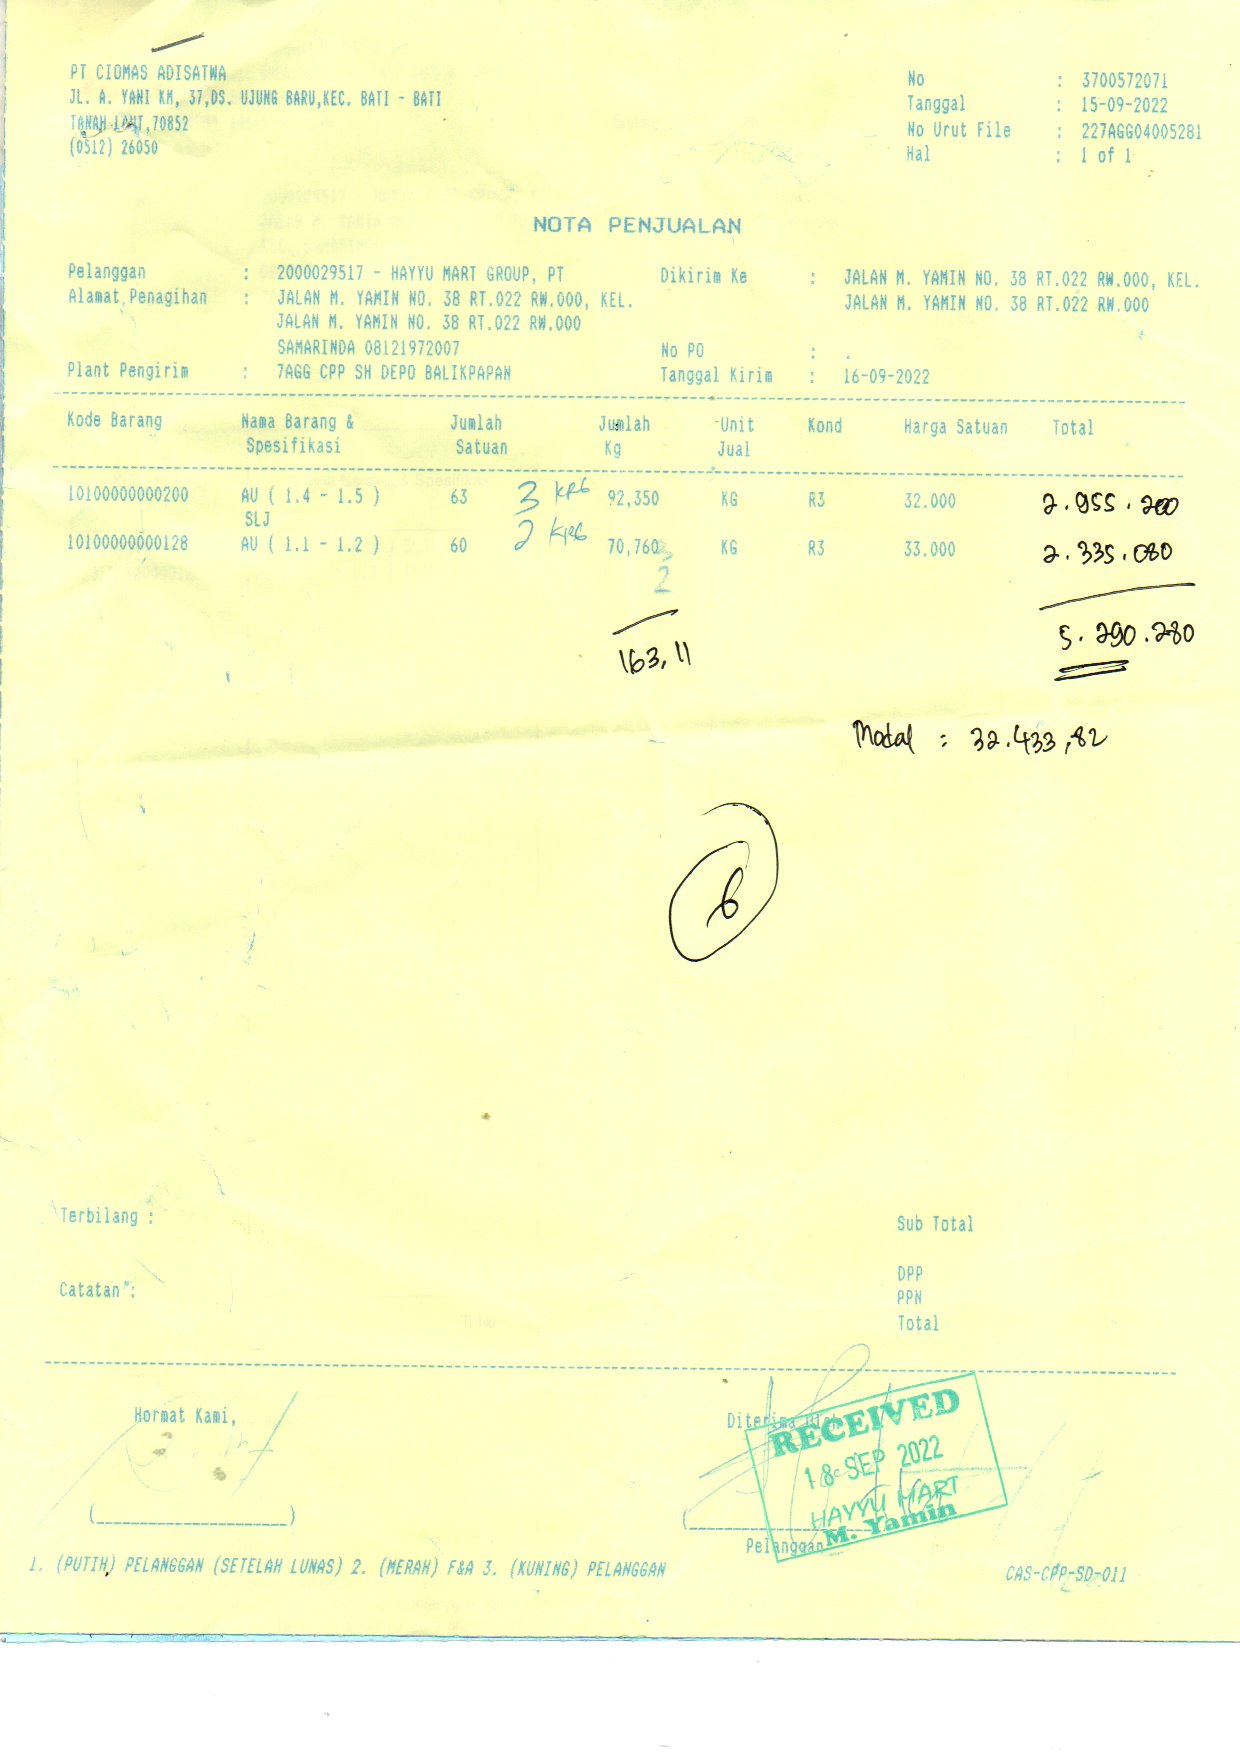 PT CIOMAS ADISATWA
JL. A. YANI KM, 37,DS. UJUNG BARU,KEC. BATI - BATI
TANAH LAUT,70852
(0512) 26050
No : 3700572071
Tanggal : 15-09-2022
No Urut File : 227AGG04005281
Hal : 1 of 1
NOTA PENJUALAN
Pelanggan : 2000029517 - HAYYU MART GROUP, PT
Alamat Penagihan : JALAN M. YAMIN NO. 38 RT.022 RW.000, KEL.
JALAN M. YAMIN NO. 38 RT.022 RW.000
SAMARINDA 08121972007
Plant Pengirim : 7AGG CPP SH DEPO BALIKPAPAN
Dikirim Ke : JALAN M. YAMIN NO. 38 RT.022 RW.000, KEL.
JALAN M. YAMIN NO. 38 RT.022 RW.000
No PO : .
Tanggal Kirim : 16-09-2022
Kode Barang Nama Barang & Jumlah Jumlah Unit Kond Harga Satuan Total
Spesifikasi Satuan Kg Jual
10100000000200 AU ( 1.4 - 1.5 ) 63 3 KRG 92,350 KG R3 32.000 2.955.200
SLJ
10100000000128 AU ( 1.1 - 1.2 ) 60 2 KRG 70,760 KG R3 33.000 2.335.080
2
163,11
5.290.280
Modal : 32.433,82
6
Terbilang :
Sub Total
Catatan :
DPP
PPN
Total
Hormat Kami,
Diterima Oleh
RECEIVED
18 SEP 2022
HAYYU MART
M. Yamin
(____________________)
Pelanggan
1. (PUTIH) PELANGGAN (SETELAH LUNAS) 2. (MERAH) F&A 3. (KUNING) PELANGGAN
CAS-CPP-SD-011